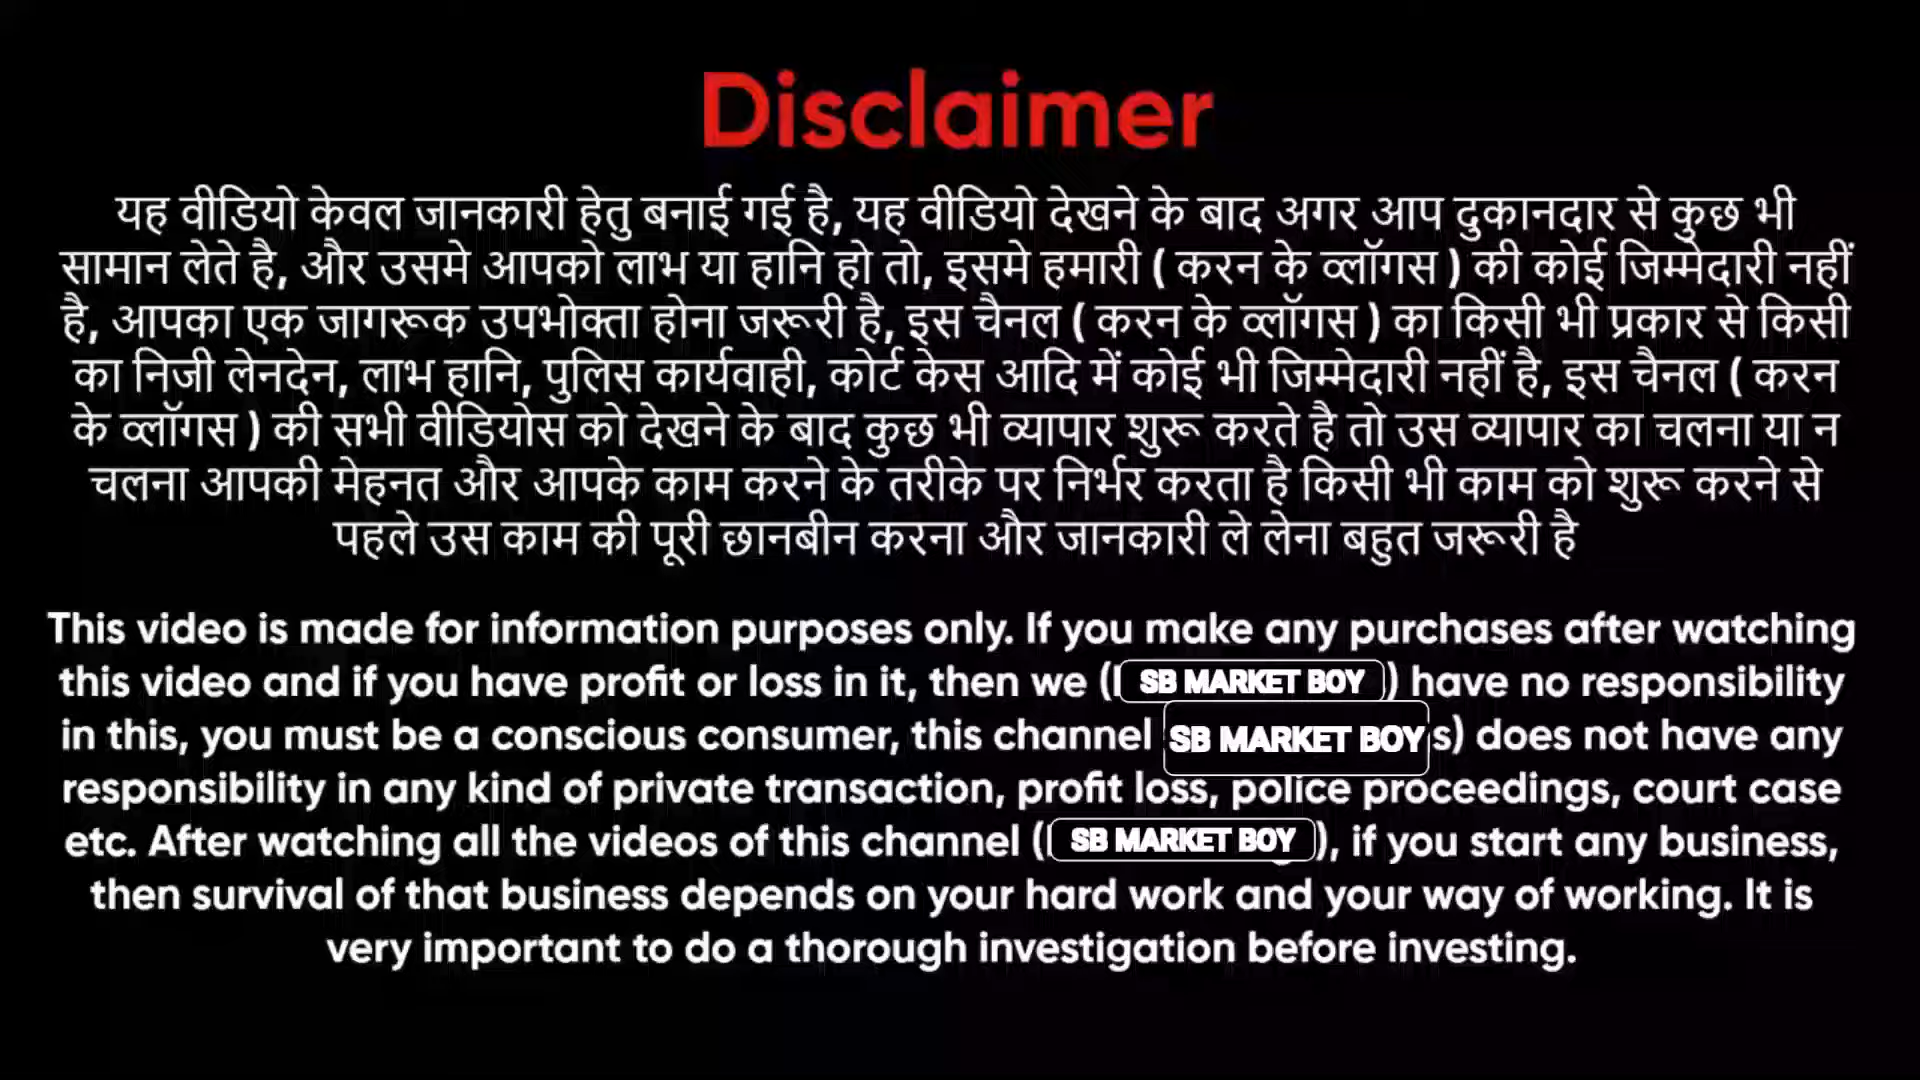 Disclaimer
यह वीडियो केवल जानकारी हेतु बनाई गई है, यह वीडियो देखने के बाद अगर आप दुकानदार से कुछ भी
सामान लेते है, और उसमे आपको लाभ या हानि हो तो, इसमे हमारी ( करन के व्लॉगस ) की कोई जिम्मेदारी नहीं
है, आपका एक जागरूक उपभोक्ता होना जरूरी है, इस चैनल ( करन के व्लॉगस ) का किसी भी प्रकार से किसी
का निजी लेनदेन, लाभ हानि, पुलिस कार्यवाही, कोर्ट केस आदि में कोई भी जिम्मेदारी नहीं है, इस चैनल ( करन
के व्लॉगस ) की सभी वीडियोस को देखने के बाद कुछ भी व्यापार शुरू करते है तो उस व्यापार का चलना या न
चलना आपकी मेहनत और आपके काम करने के तरीके पर निर्भर करता है किसी भी काम को शुरू करने से
पहले उस काम की पूरी छानबीन करना और जानकारी ले लेना बहुत जरूरी है
This video is made for information purposes only. If you make any purchases after watching
this video and if you have profit or loss in it, then we ( SB MARKET BOY ) have no responsibility
in this, you must be a conscious consumer, this channel SB MARKET BOY s) does not have any
responsibility in any kind of private transaction, profit loss, police proceedings, court case
etc. After watching all the videos of this channel ( SB MARKET BOY ), if you start any business,
then survival of that business depends on your hard work and your way of working. It is
very important to do a thorough investigation before investing.